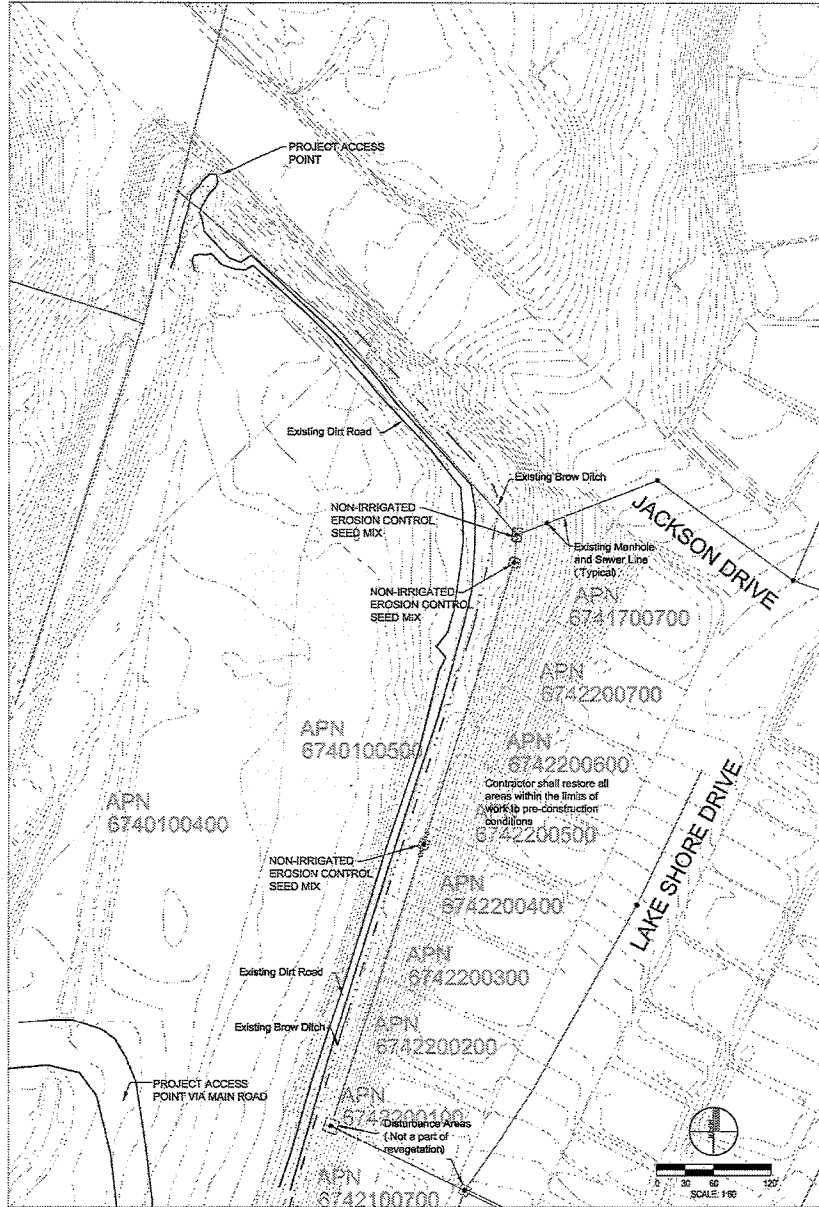 PROJECT ACCESS
POINT
Existing Dirt Road
Existing Brow Ditch
NON-IRRIGATED
EROSION CONTROL
SEED MIX
JACKSON DRIVE
Existing Manhole
and Sewer Line
(Typical)
NON-IRRIGATED
EROSION CONTROL
SEED MIX
APN
6741700700
APN
6742200700
APN
6740100500
APN
6742200600
Contractor shall restore all
areas within the limits of
work to pre-construction
conditions
APN
6740100400
6742200500
LAKE SHORE DRIVE
NON-IRRIGATED
EROSION CONTROL
SEED MIX
APN
6742200400
APN
6742200300
Existing Dirt Road
Existing Brow Ditch
APN
6742200200
PROJECT ACCESS
POINT VIA MAIN ROAD
APN
6742200100
Disturbance Areas
(Not a part of
revegetation)
APN
6742100700
NORTH
0 30 60 120'
SCALE: 1:60